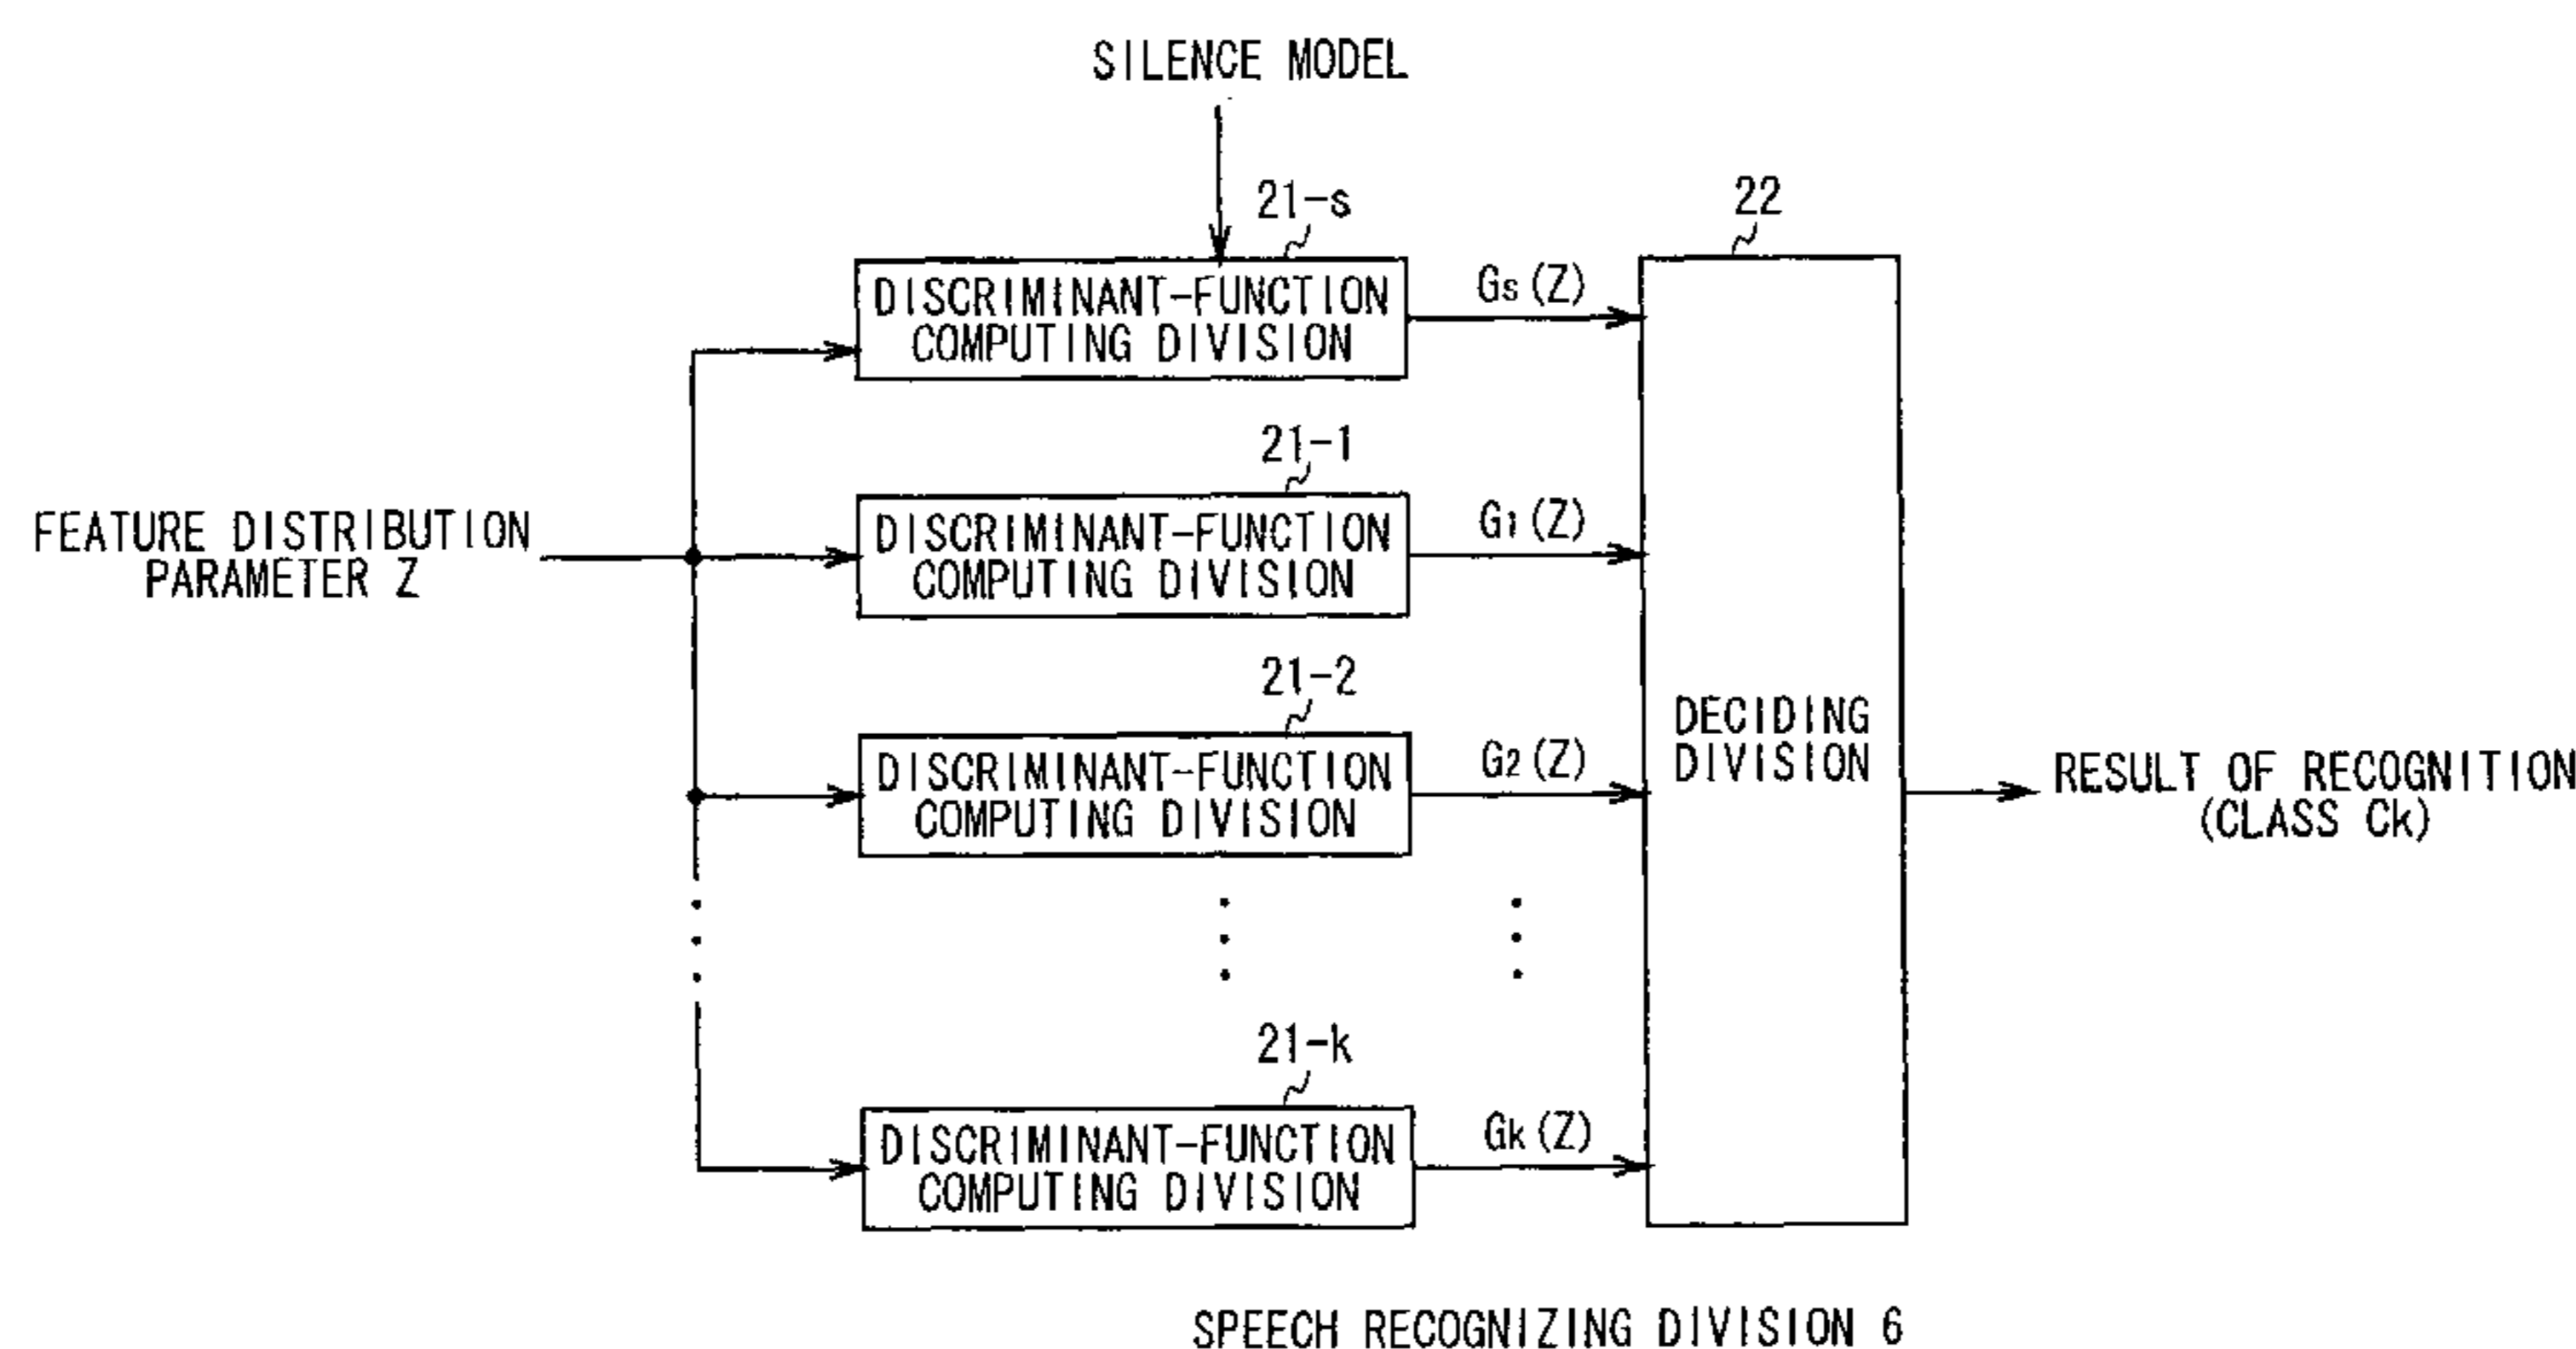 SILENCE MODEL
21-s
22
DISCRIMINANT-FUNCTION
COMPUTING DIVISION
Gs(Z)
21-1
FEATURE DISTRIBUTION
PARAMETER Z
DISCRIMINANT-FUNCTION
COMPUTING DIVISION
G1(Z)
21-2
DISCRIMINANT-FUNCTION
COMPUTING DIVISION
G2(Z)
DECIDING
DIVISION
RESULT OF RECOGNITION
(CLASS Ck)
21-k
DISCRIMINANT-FUNCTION
COMPUTING DIVISION
Gk(Z)
SPEECH RECOGNIZING DIVISION 6